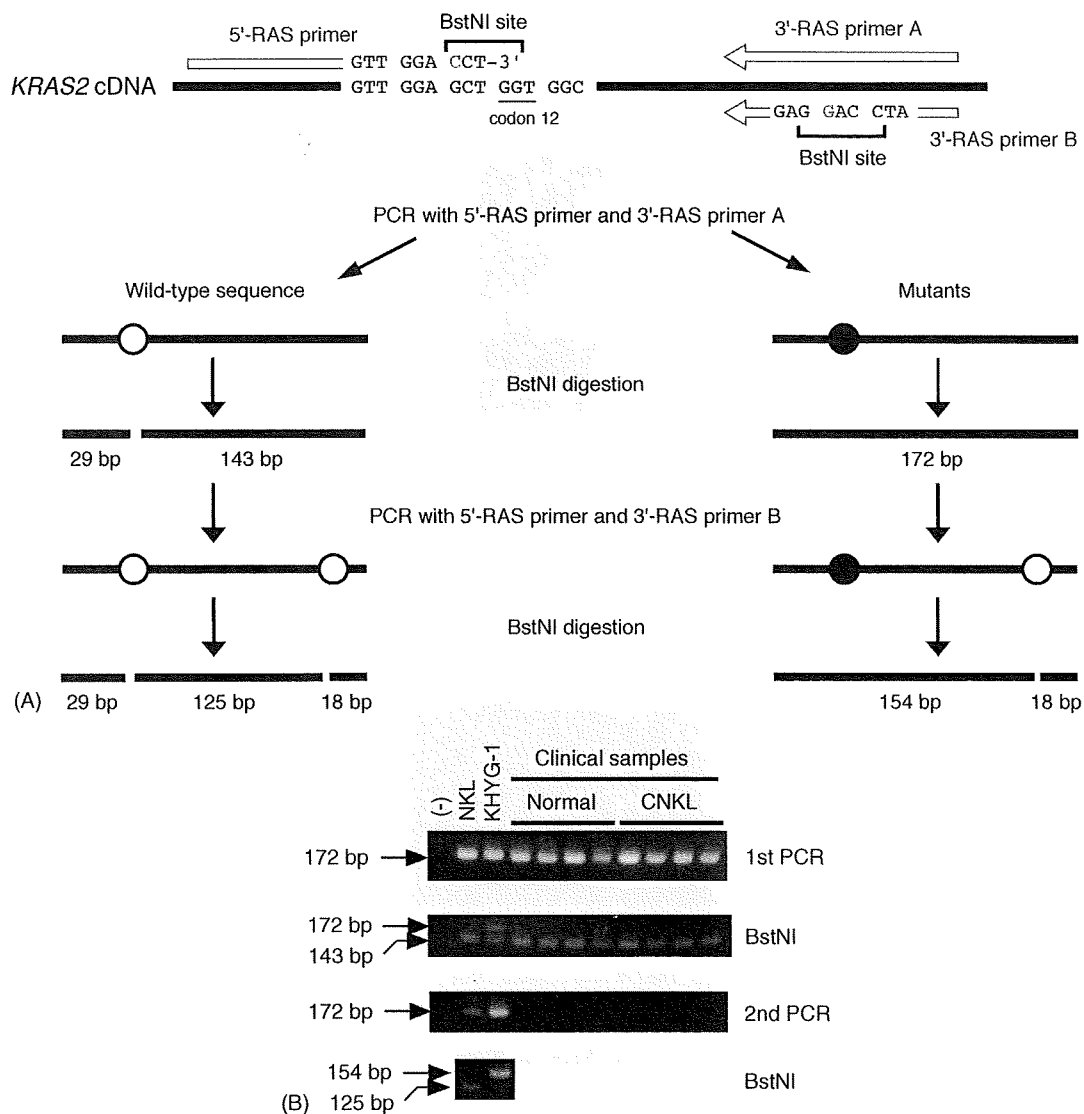 BstNI site
5'-RAS primer
3'-RAS primer A
GTT GGA CCT-3'
KRAS2 cDNA
GTT GGA GCT GGT GGC
codon 12
GAG GAC CTA
3'-RAS primer B
BstNI site
PCR with 5'-RAS primer and 3'-RAS primer A
Wild-type sequence
Mutants
BstNI digestion
29 bp
143 bp
172 bp
PCR with 5'-RAS primer and 3'-RAS primer B
BstNI digestion
(A)
29 bp
125 bp
18 bp
154 bp
18 bp
Clinical samples
(-)
NKL
KHYG-1
Normal
CNKL
172 bp
1st PCR
172 bp
143 bp
BstNI
172 bp
2nd PCR
154 bp
125 bp
BstNI
(B)